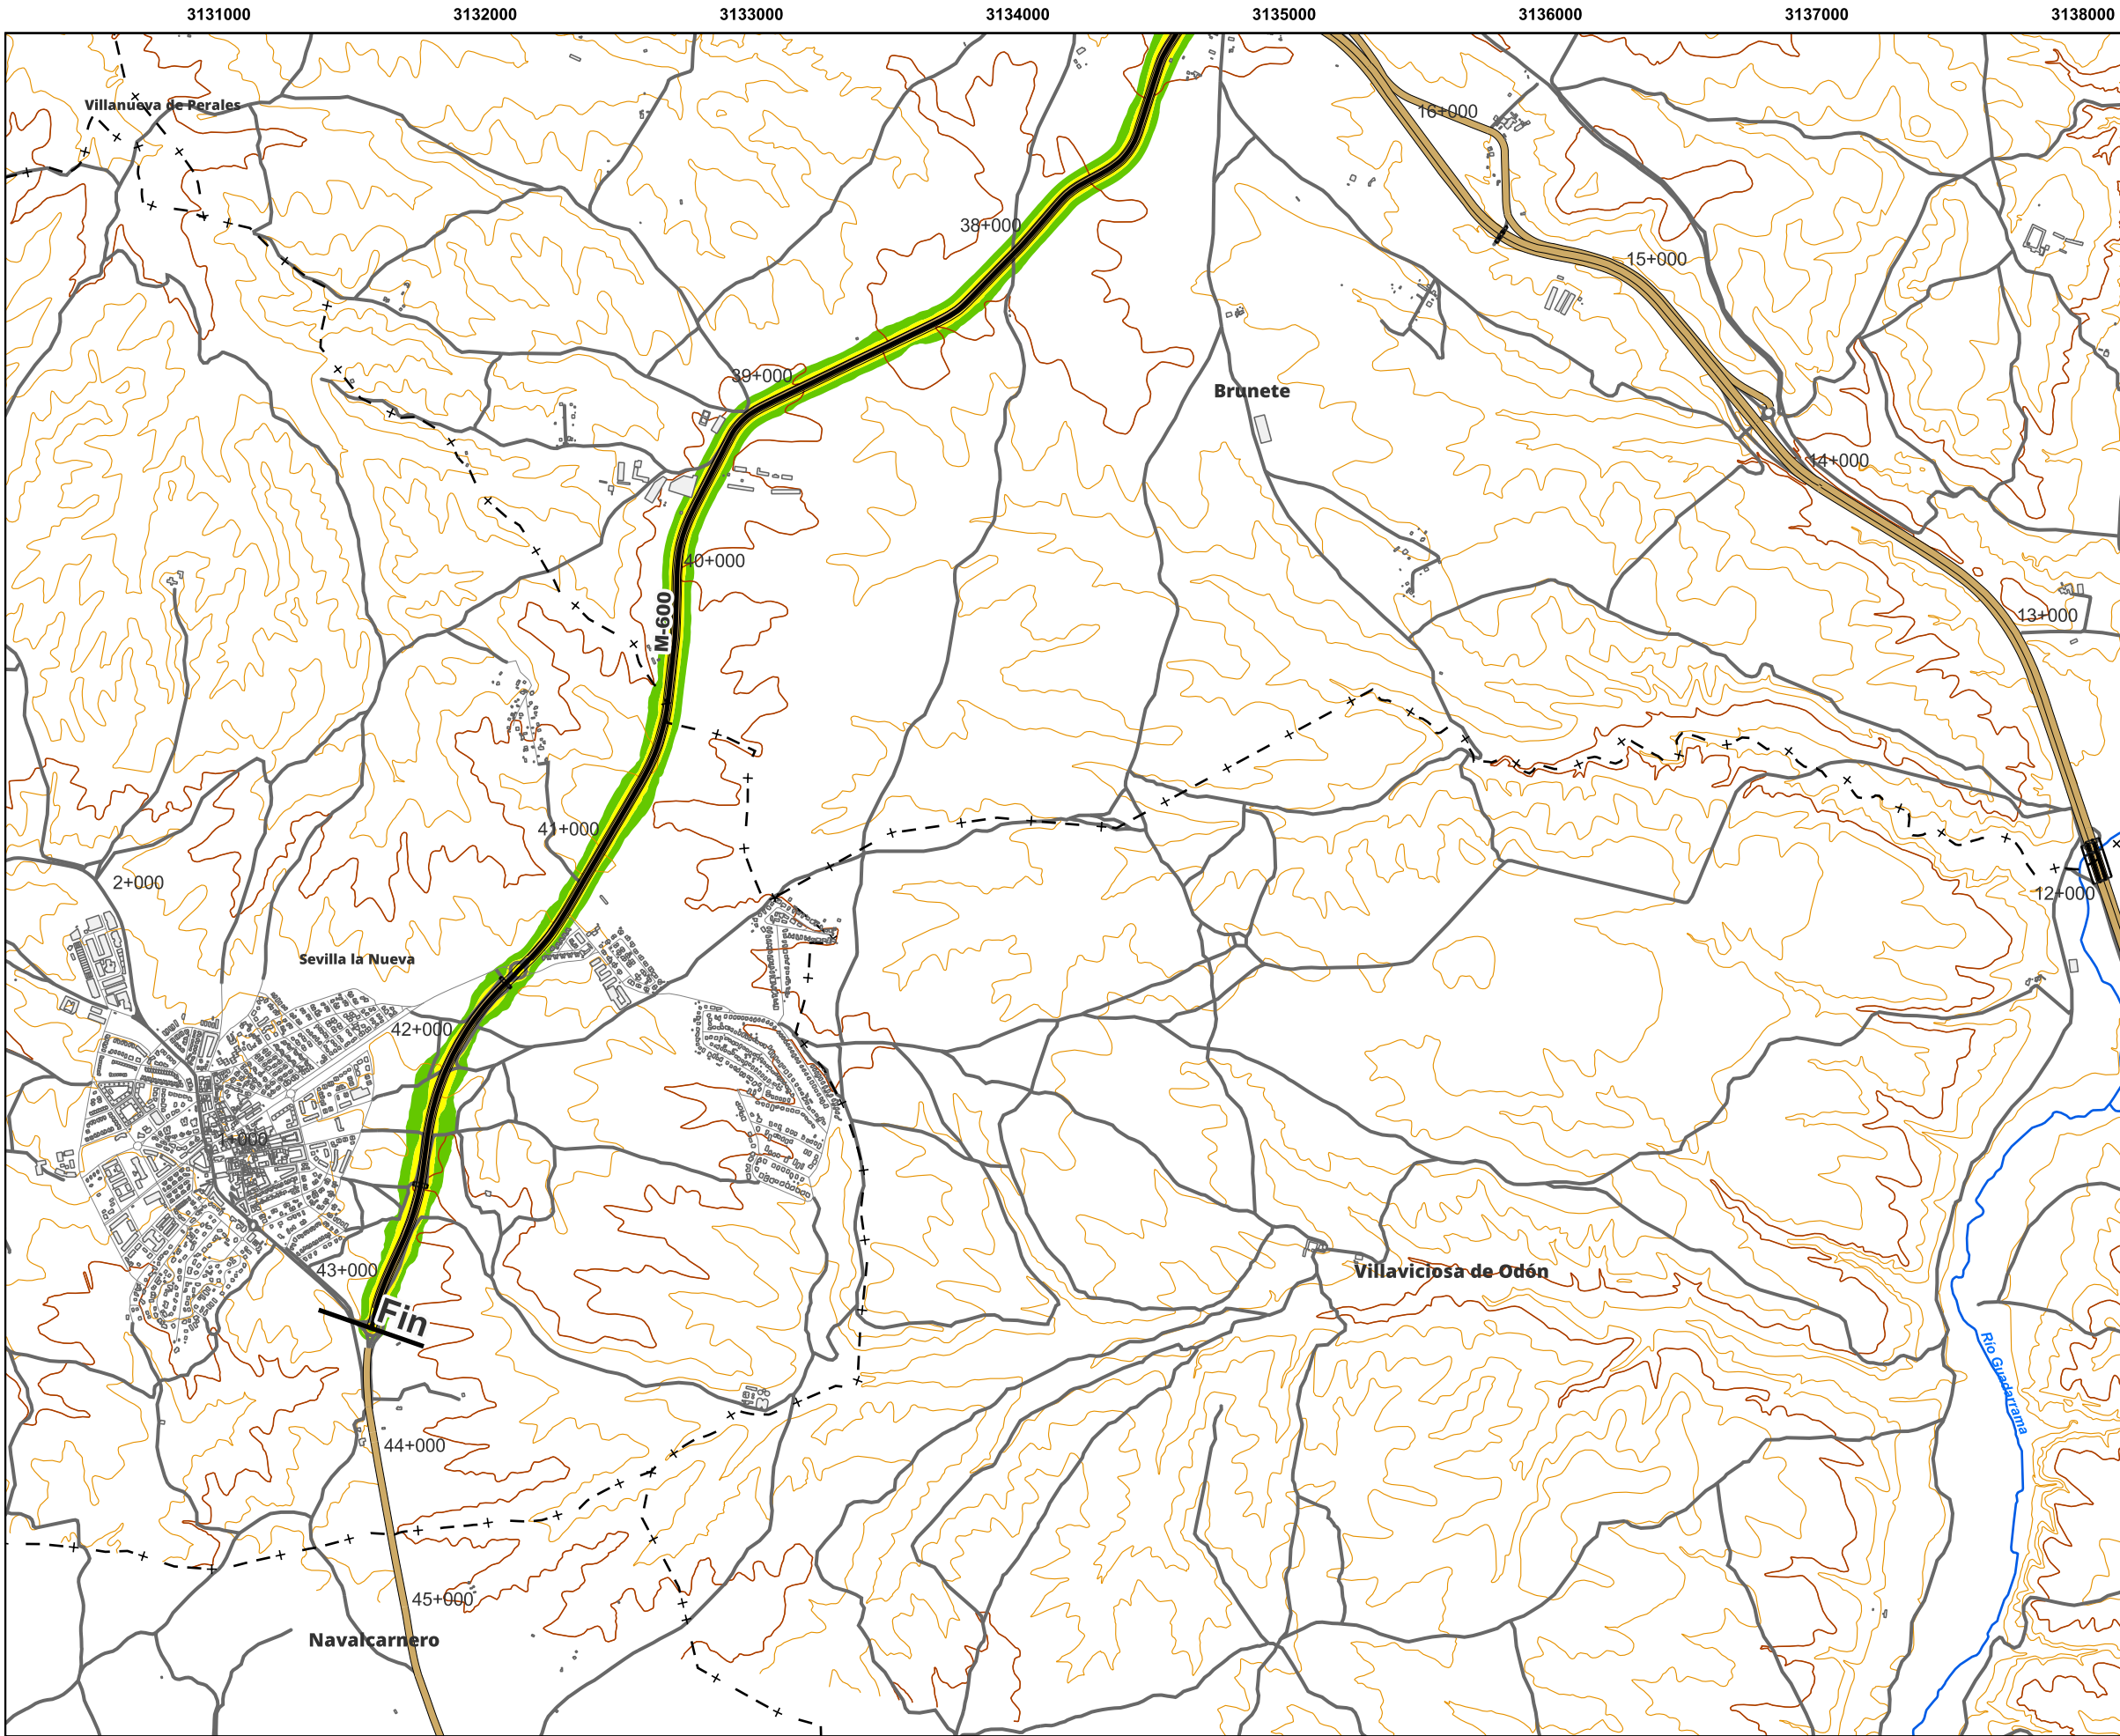 3131000 3132000 3133000 3134000 3135000 3136000 3137000 3138000
Villanueva de Perales
16+000
38+000
15+000
39+000
Brunete
14+000
40+000
M-600
13+000
41+000
2+000
12+000
Sevilla la Nueva
42+000
1+000
43+000
Villaviciosa de Odón
Fin
Río Guadarrama
44+000
45+000
Navalcarnero